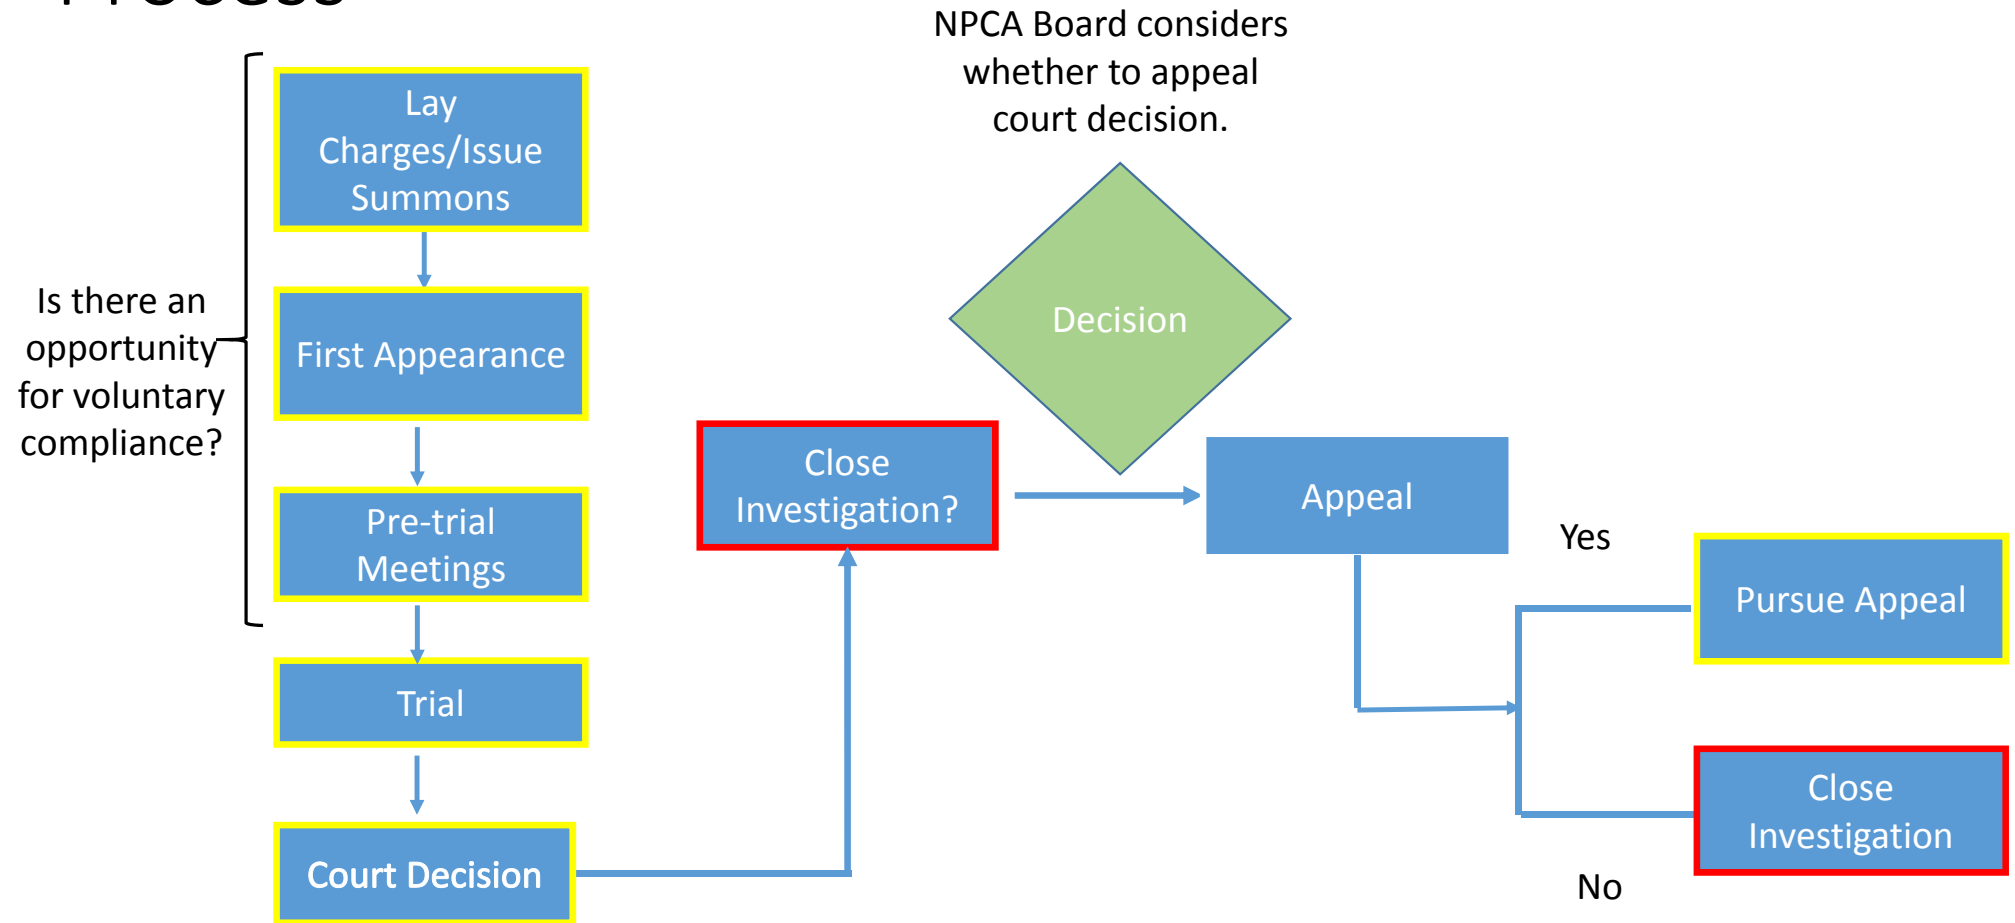 Process
NPCA Board considers
whether to appeal
court decision.
Lay
Charges/Issue
Summons
Is there an
opportunity
for voluntary
compliance?
First Appearance
Decision
Close
Investigation?
Appeal
Pre-trial
Meetings
Yes
Pursue Appeal
Trial
Close
Investigation
Court Decision
No